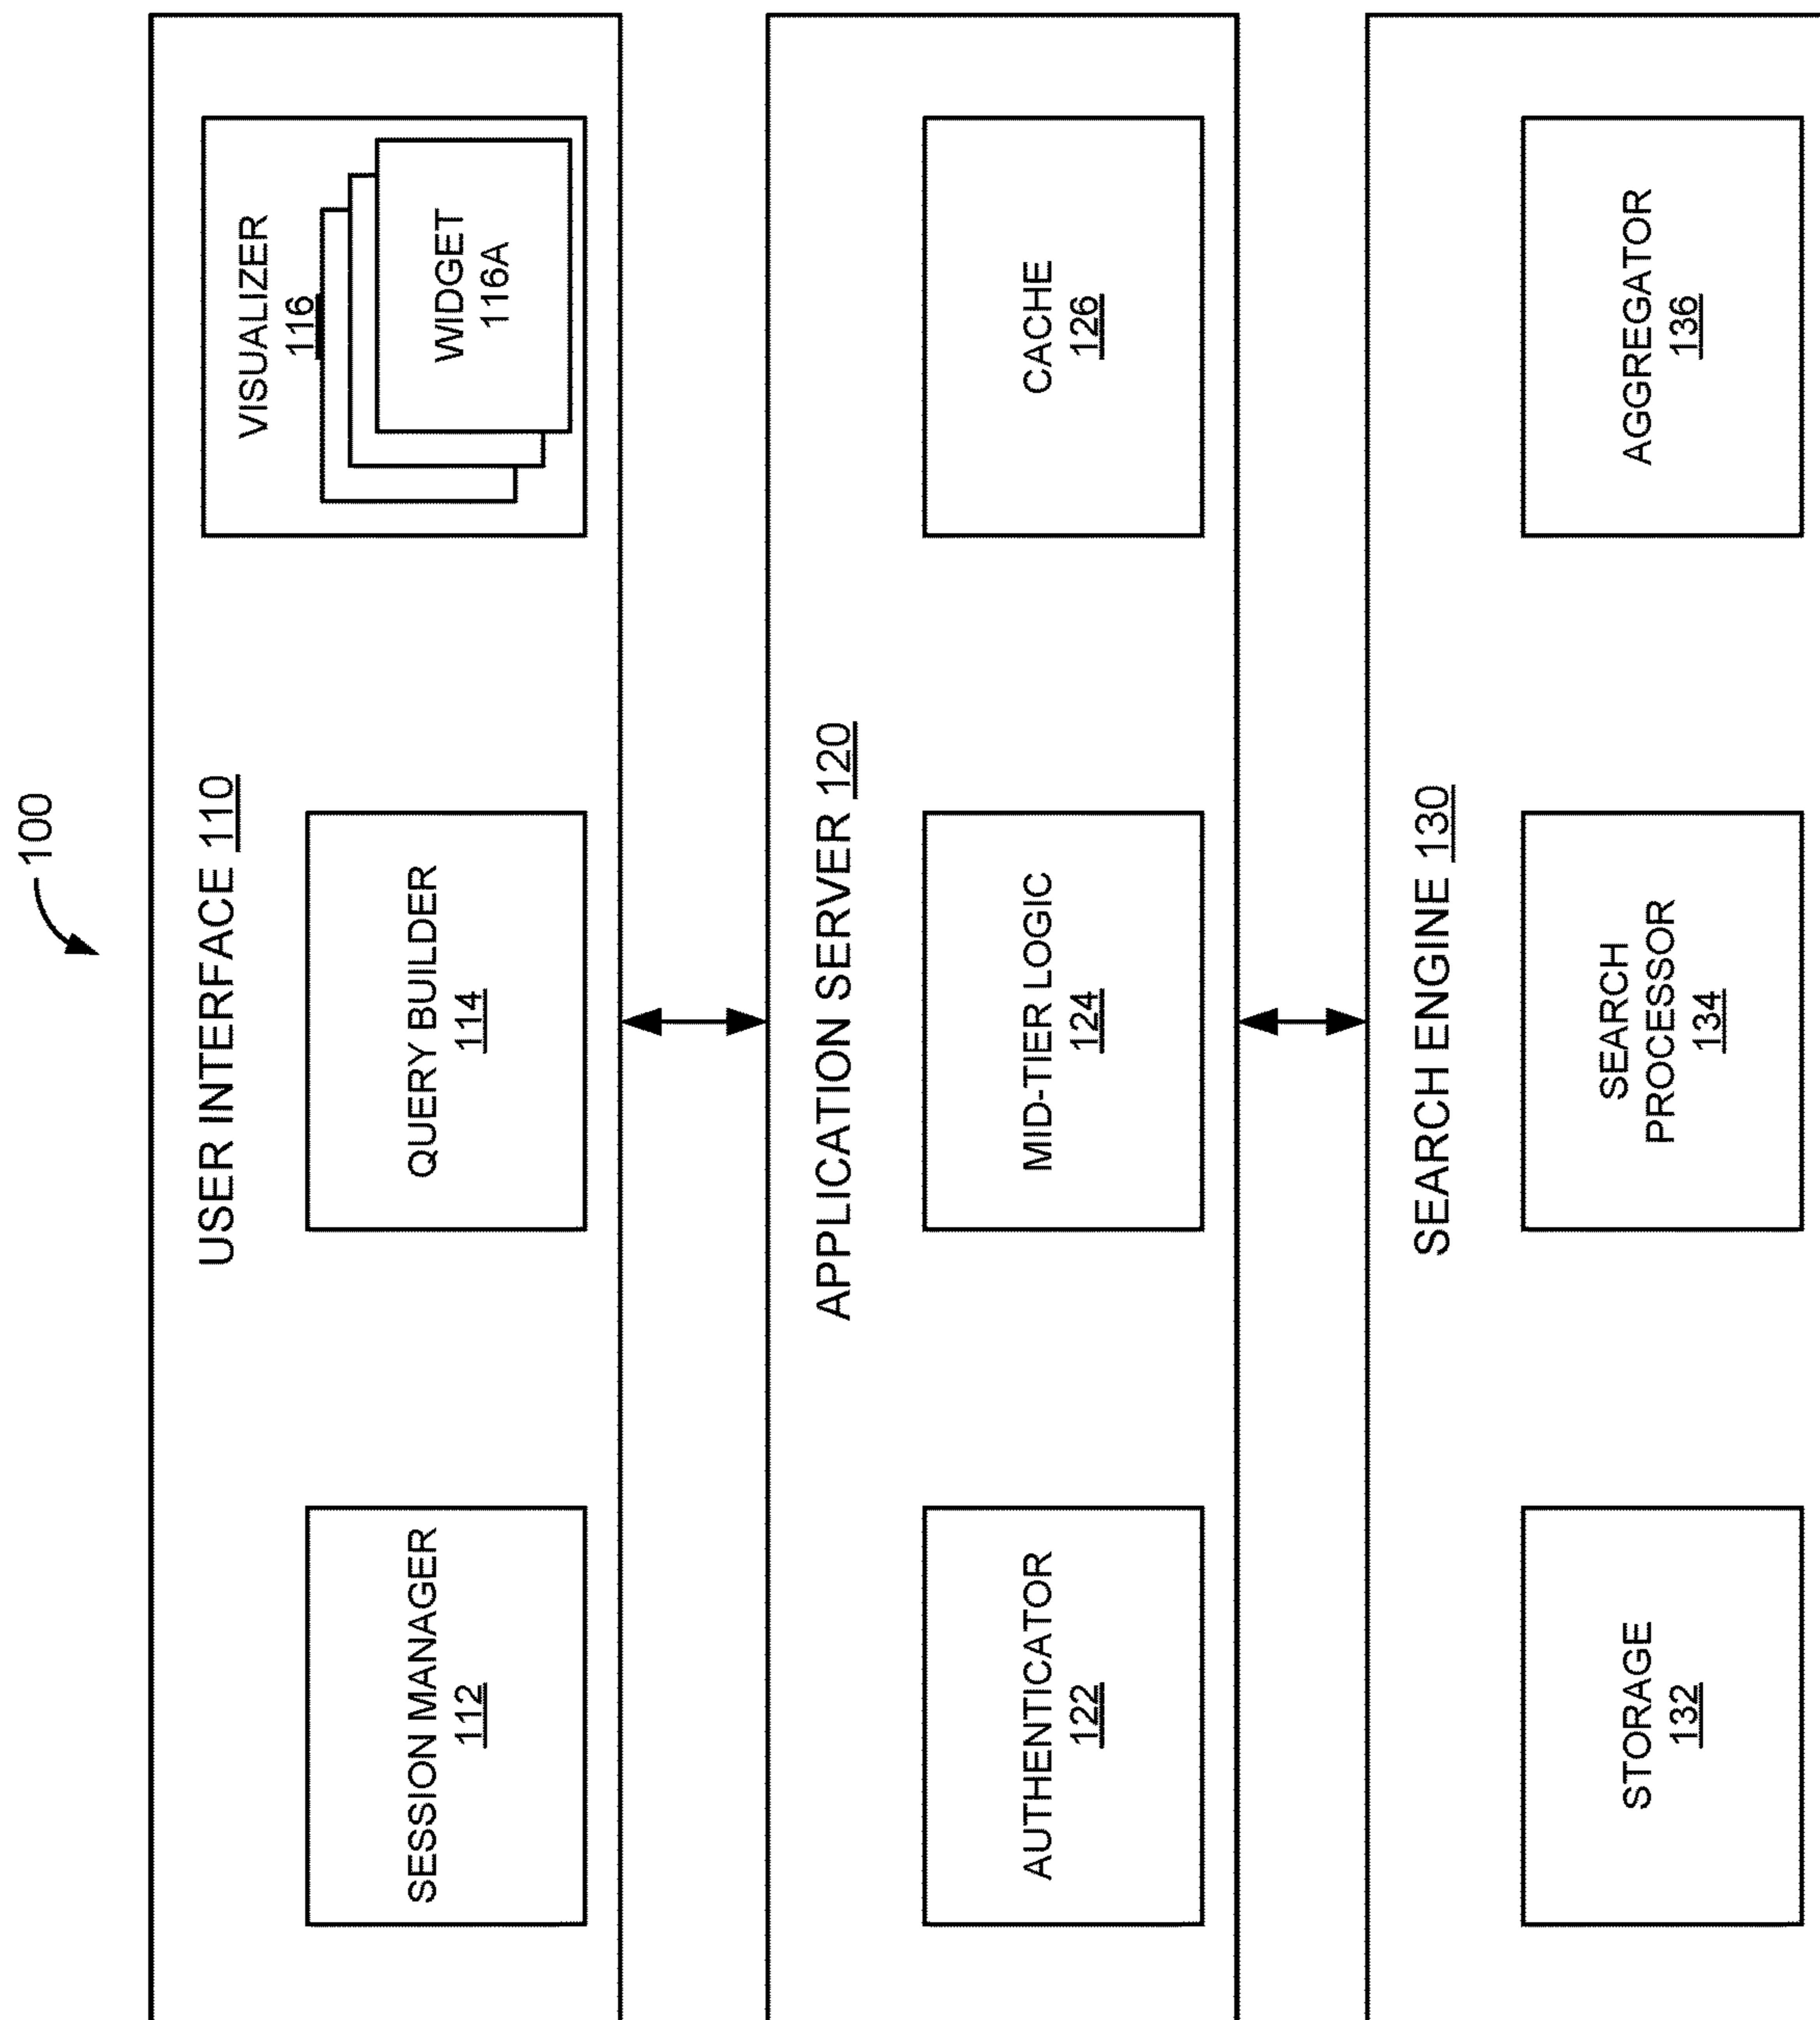 100
USER INTERFACE 110
SESSION MANAGER
112
QUERY BUILDER
114
VISUALIZER
116
WIDGET
116A
APPLICATION SERVER 120
AUTHENTICATOR
122
MID-TIER LOGIC
124
CACHE
126
SEARCH ENGINE 130
STORAGE
132
SEARCH
PROCESSOR
134
AGGREGATOR
136